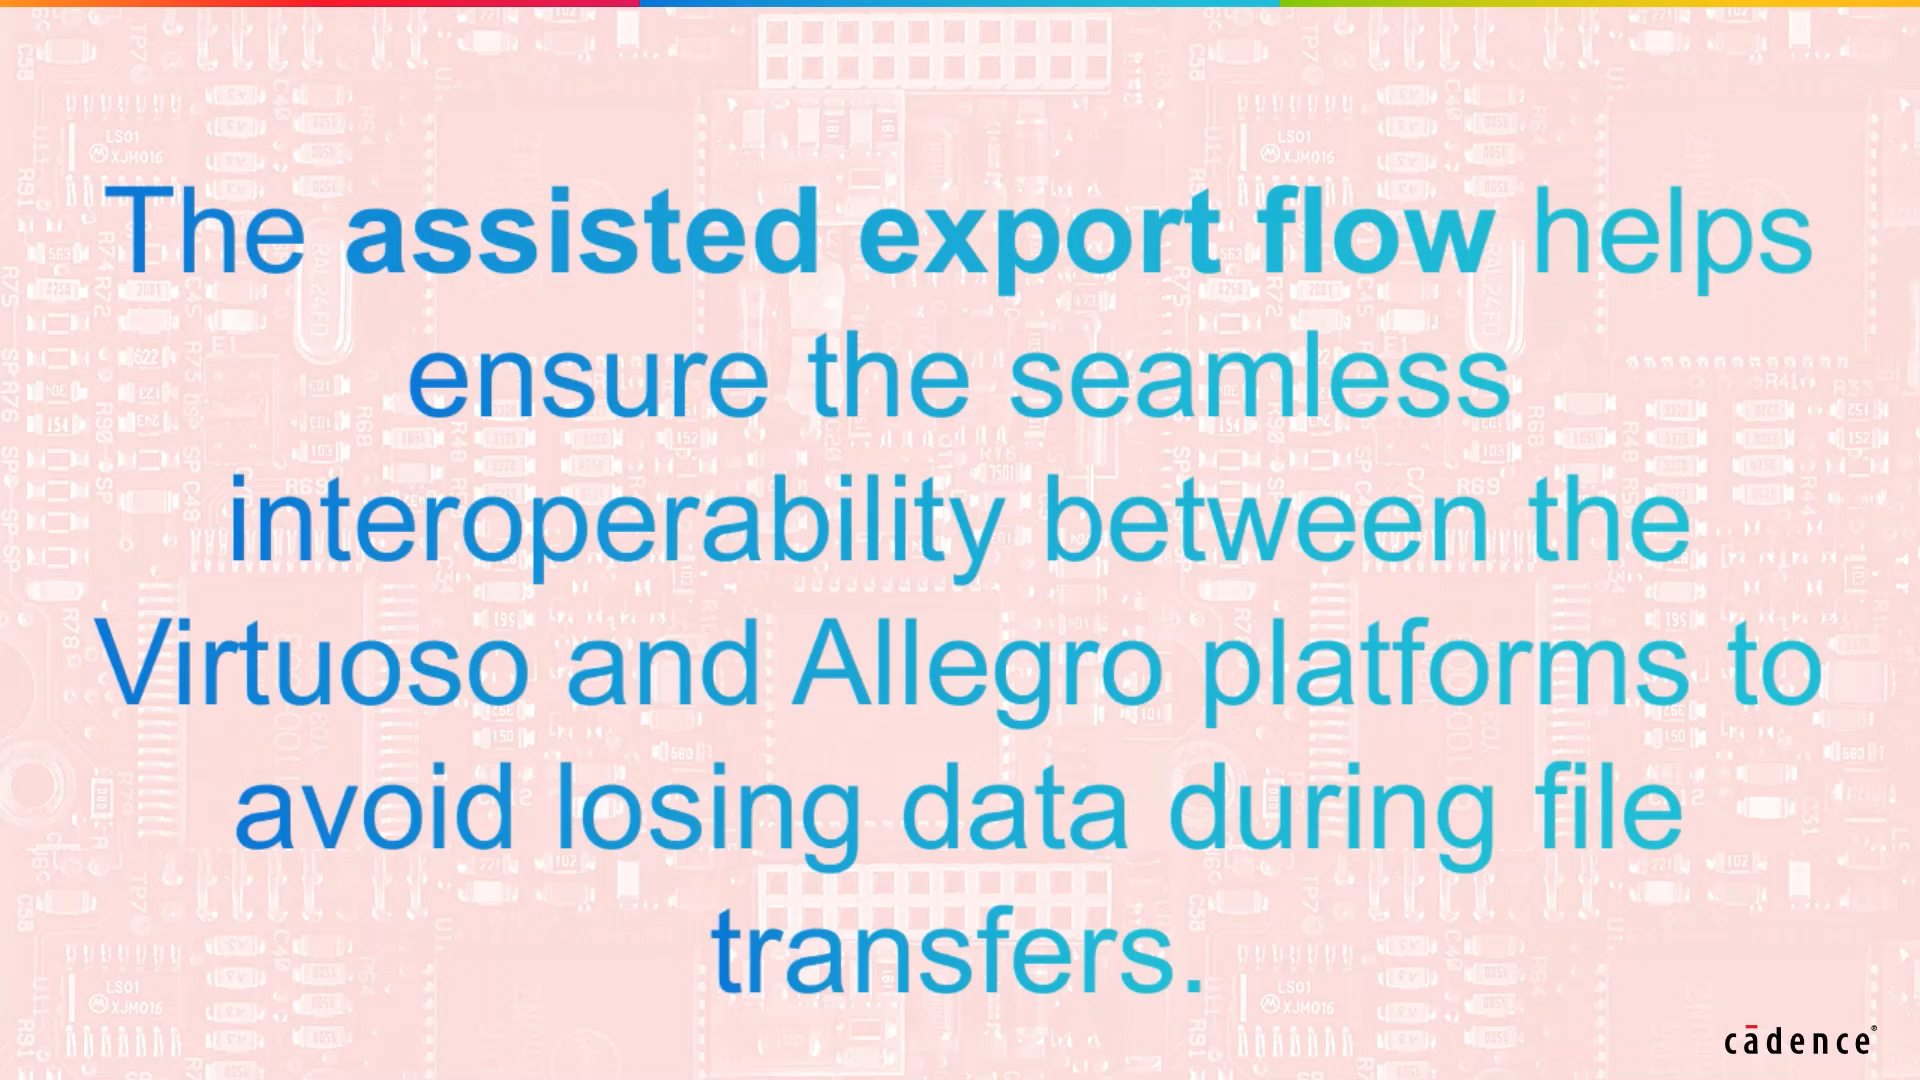 The assisted export flow helps
ensure the seamless
interoperability between the
Virtuoso and Allegro platforms to
avoid losing data during file
transfers.
cādence®